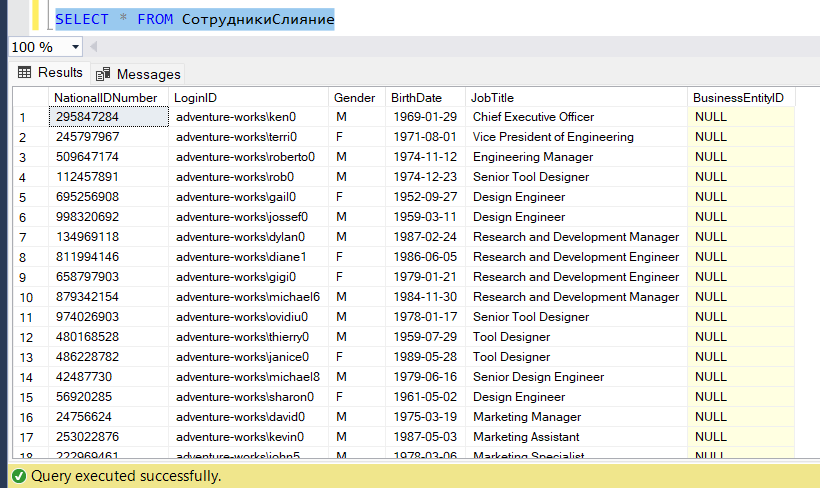 SELECT * FROM СотрудникиСлияние
100 %
Results Messages
NationalIDNumber LoginID Gender BirthDate JobTitle BusinessEntityID
1 295847284 adventure-works\ken0 M 1969-01-29 Chief Executive Officer NULL
2 245797967 adventure-works\terri0 F 1971-08-01 Vice President of Engineering NULL
3 509647174 adventure-works\roberto0 M 1974-11-12 Engineering Manager NULL
4 112457891 adventure-works\rob0 M 1974-12-23 Senior Tool Designer NULL
5 695256908 adventure-works\gail0 F 1952-09-27 Design Engineer NULL
6 998320692 adventure-works\jossef0 M 1959-03-11 Design Engineer NULL
7 134969118 adventure-works\dylan0 M 1987-02-24 Research and Development Manager NULL
8 811994146 adventure-works\diane1 F 1986-06-05 Research and Development Engineer NULL
9 658797903 adventure-works\gigi0 F 1979-01-21 Research and Development Engineer NULL
10 879342154 adventure-works\michael6 M 1984-11-30 Research and Development Manager NULL
11 974026903 adventure-works\ovidiu0 M 1978-01-17 Senior Tool Designer NULL
12 480168528 adventure-works\thierry0 M 1959-07-29 Tool Designer NULL
13 486228782 adventure-works\janice0 F 1989-05-28 Tool Designer NULL
14 42487730 adventure-works\michael8 M 1979-06-16 Senior Design Engineer NULL
15 56920285 adventure-works\sharon0 F 1961-05-02 Design Engineer NULL
16 24756624 adventure-works\david0 M 1975-03-19 Marketing Manager NULL
17 253022876 adventure-works\kevin0 M 1987-05-03 Marketing Assistant NULL
18 222969461 adventure-works\john5 M 1978-03-06 Marketing Specialist NULL
Query executed successfully.